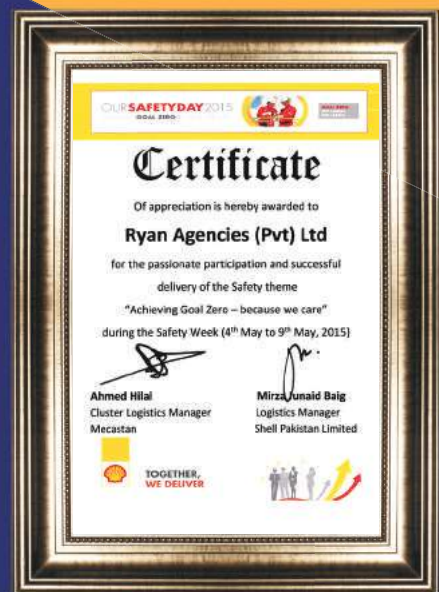 OURSAFETYDAY2015
GOAL ZERO
GOAL ZERO
Certificate
Of appreciation is hereby awarded to
Ryan Agencies (Pvt) Ltd
for the passionate participation and successful
delivery of the Safety theme
"Achieving Goal Zero – because we care"
during the Safety Week (4th May to 9th May, 2015)
Ahmed Hilal
Cluster Logistics Manager
Mecastan
Mirza Junaid Baig
Logistics Manager
Shell Pakistan Limited
TOGETHER,
WE DELIVER